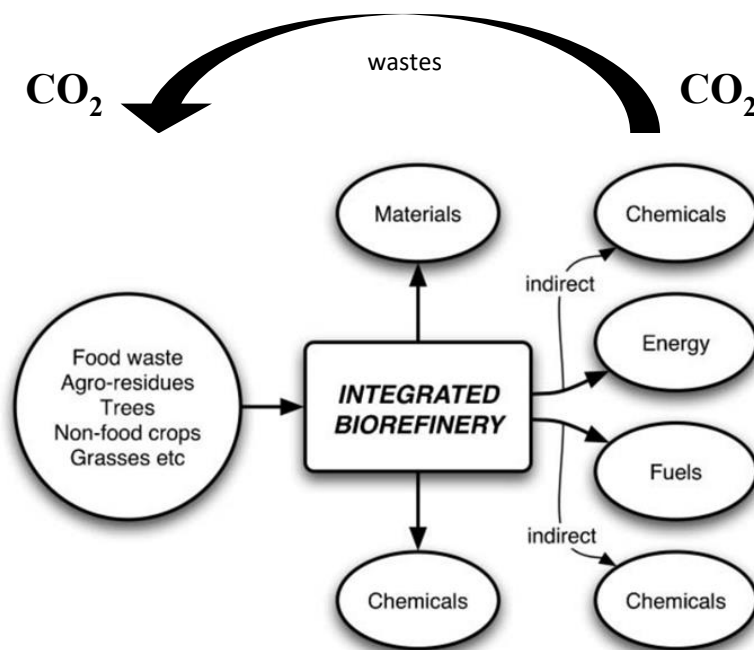 wastes
CO₂
CO₂
Materials
Chemicals
indirect
Food waste
Agro-residues
Trees
Non-food crops
Grasses etc
INTEGRATED
BIOREFINERY
Energy
Fuels
indirect
Chemicals
Chemicals